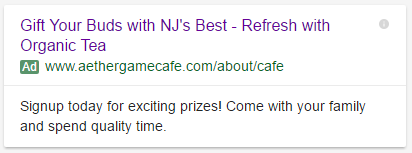 Gift Your Buds with NJ's Best - Refresh with
Organic Tea
Ad www.aethergamecafe.com/about/cafe
Signup today for exciting prizes! Come with your family
and spend quality time.